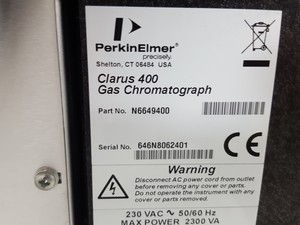 PerkinElmer
precisely.
Shelton, CT 06484 USA
Clarus 400
Gas Chromatograph
Part No. N6649400
Serial No. 646N8062401
CE
Warning
Disconnect AC power cord from outlet
before removing any cover or parts.
Do not operate the instrument with any
cover or parts removed.
230 VAC ~ 50/60 Hz
MAX POWER 2300 VA